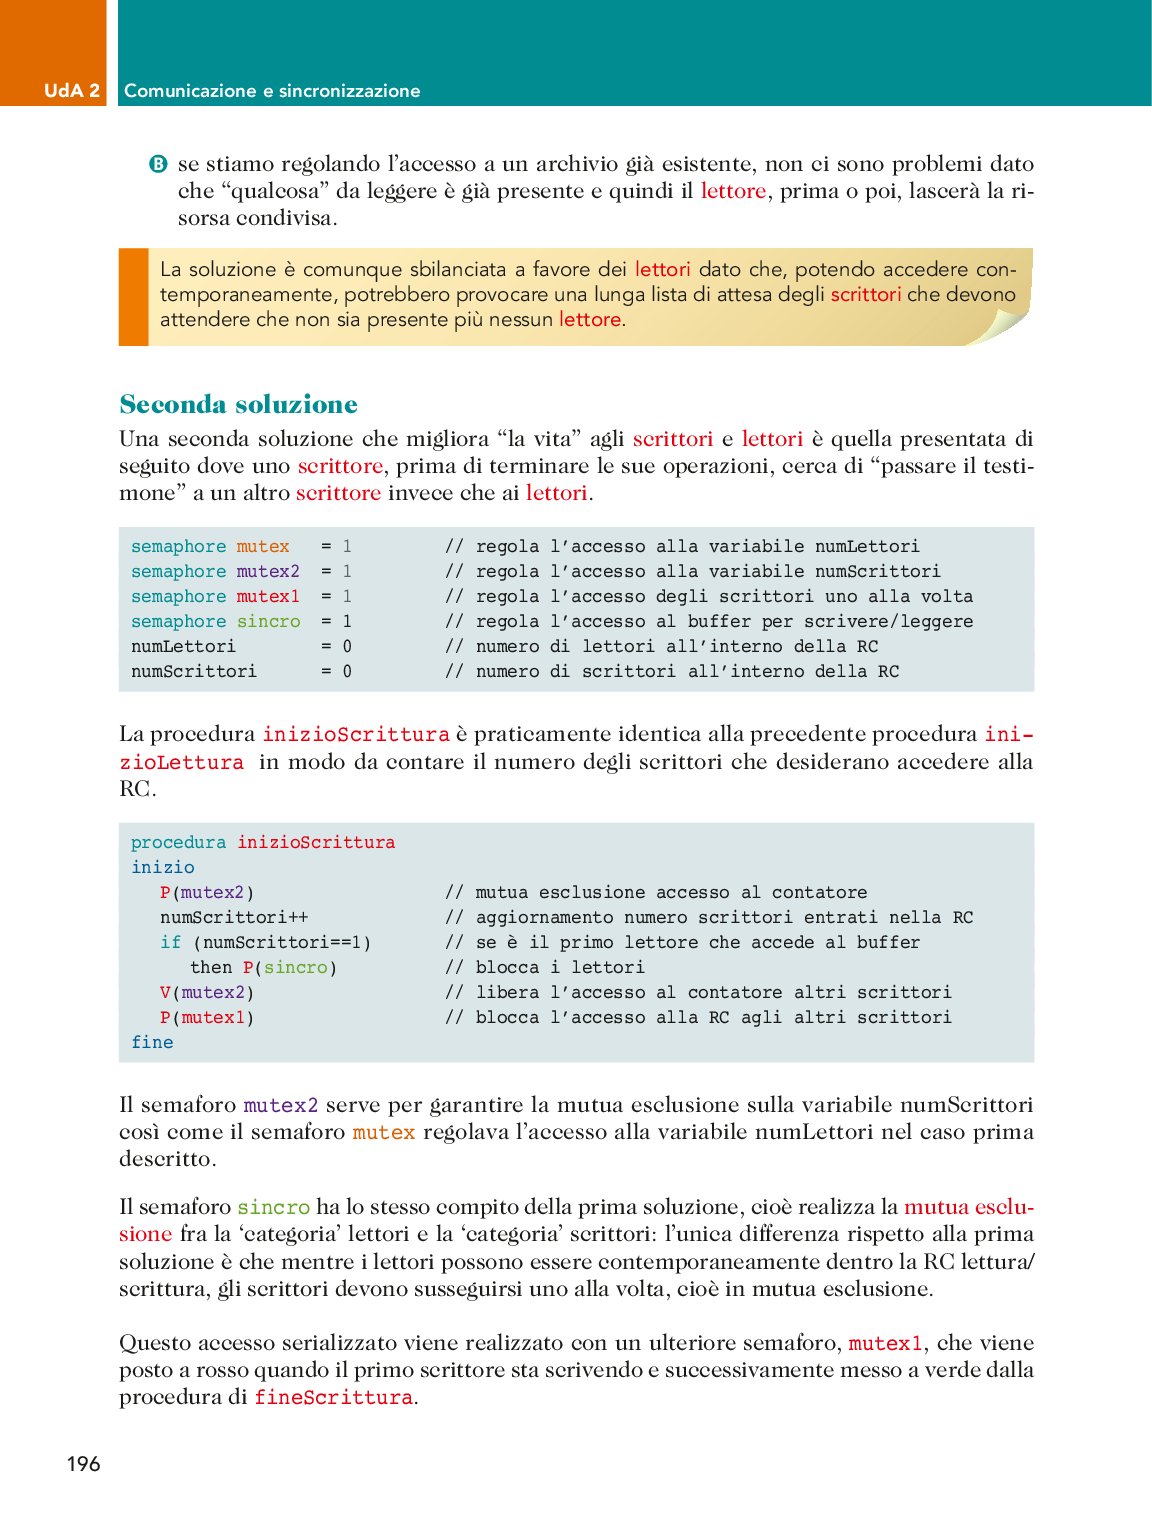 UdA 2 Comunicazione e sincronizzazione
B se stiamo regolando l’accesso a un archivio già esistente, non ci sono problemi dato
che “qualcosa” da leggere è già presente e quindi il lettore, prima o poi, lascerà la ri-
sorsa condivisa.
La soluzione è comunque sbilanciata a favore dei lettori dato che, potendo accedere con-
temporaneamente, potrebbero provocare una lunga lista di attesa degli scrittori che devono
attendere che non sia presente più nessun lettore.
Seconda soluzione
Una seconda soluzione che migliora “la vita” agli scrittori e lettori è quella presentata di
seguito dove uno scrittore, prima di terminare le sue operazioni, cerca di “passare il testi-
mone” a un altro scrittore invece che ai lettori.
semaphore mutex = 1 // regola l’accesso alla variabile numLettori
semaphore mutex2 = 1 // regola l’accesso alla variabile numScrittori
semaphore mutex1 = 1 // regola l’accesso degli scrittori uno alla volta
semaphore sincro = 1 // regola l’accesso al buffer per scrivere/leggere
numLettori = 0 // numero di lettori all’interno della RC
numScrittori = 0 // numero di scrittori all’interno della RC
La procedura inizioScrittura è praticamente identica alla precedente procedura ini-
zioLettura in modo da contare il numero degli scrittori che desiderano accedere alla
RC.
procedura inizioScrittura
inizio
P(mutex2) // mutua esclusione accesso al contatore
numScrittori++ // aggiornamento numero scrittori entrati nella RC
if (numScrittori==1) // se è il primo lettore che accede al buffer
then P(sincro) // blocca i lettori
V(mutex2) // libera l’accesso al contatore altri scrittori
P(mutex1) // blocca l’accesso alla RC agli altri scrittori
fine
Il semaforo mutex2 serve per garantire la mutua esclusione sulla variabile numScrittori
così come il semaforo mutex regolava l’accesso alla variabile numLettori nel caso prima
descritto.
Il semaforo sincro ha lo stesso compito della prima soluzione, cioè realizza la mutua esclu-
sione fra la ‘categoria’ lettori e la ‘categoria’ scrittori: l’unica differenza rispetto alla prima
soluzione è che mentre i lettori possono essere contemporaneamente dentro la RC lettura/
scrittura, gli scrittori devono susseguirsi uno alla volta, cioè in mutua esclusione.
Questo accesso serializzato viene realizzato con un ulteriore semaforo, mutex1, che viene
posto a rosso quando il primo scrittore sta scrivendo e successivamente messo a verde dalla
procedura di fineScrittura.
196